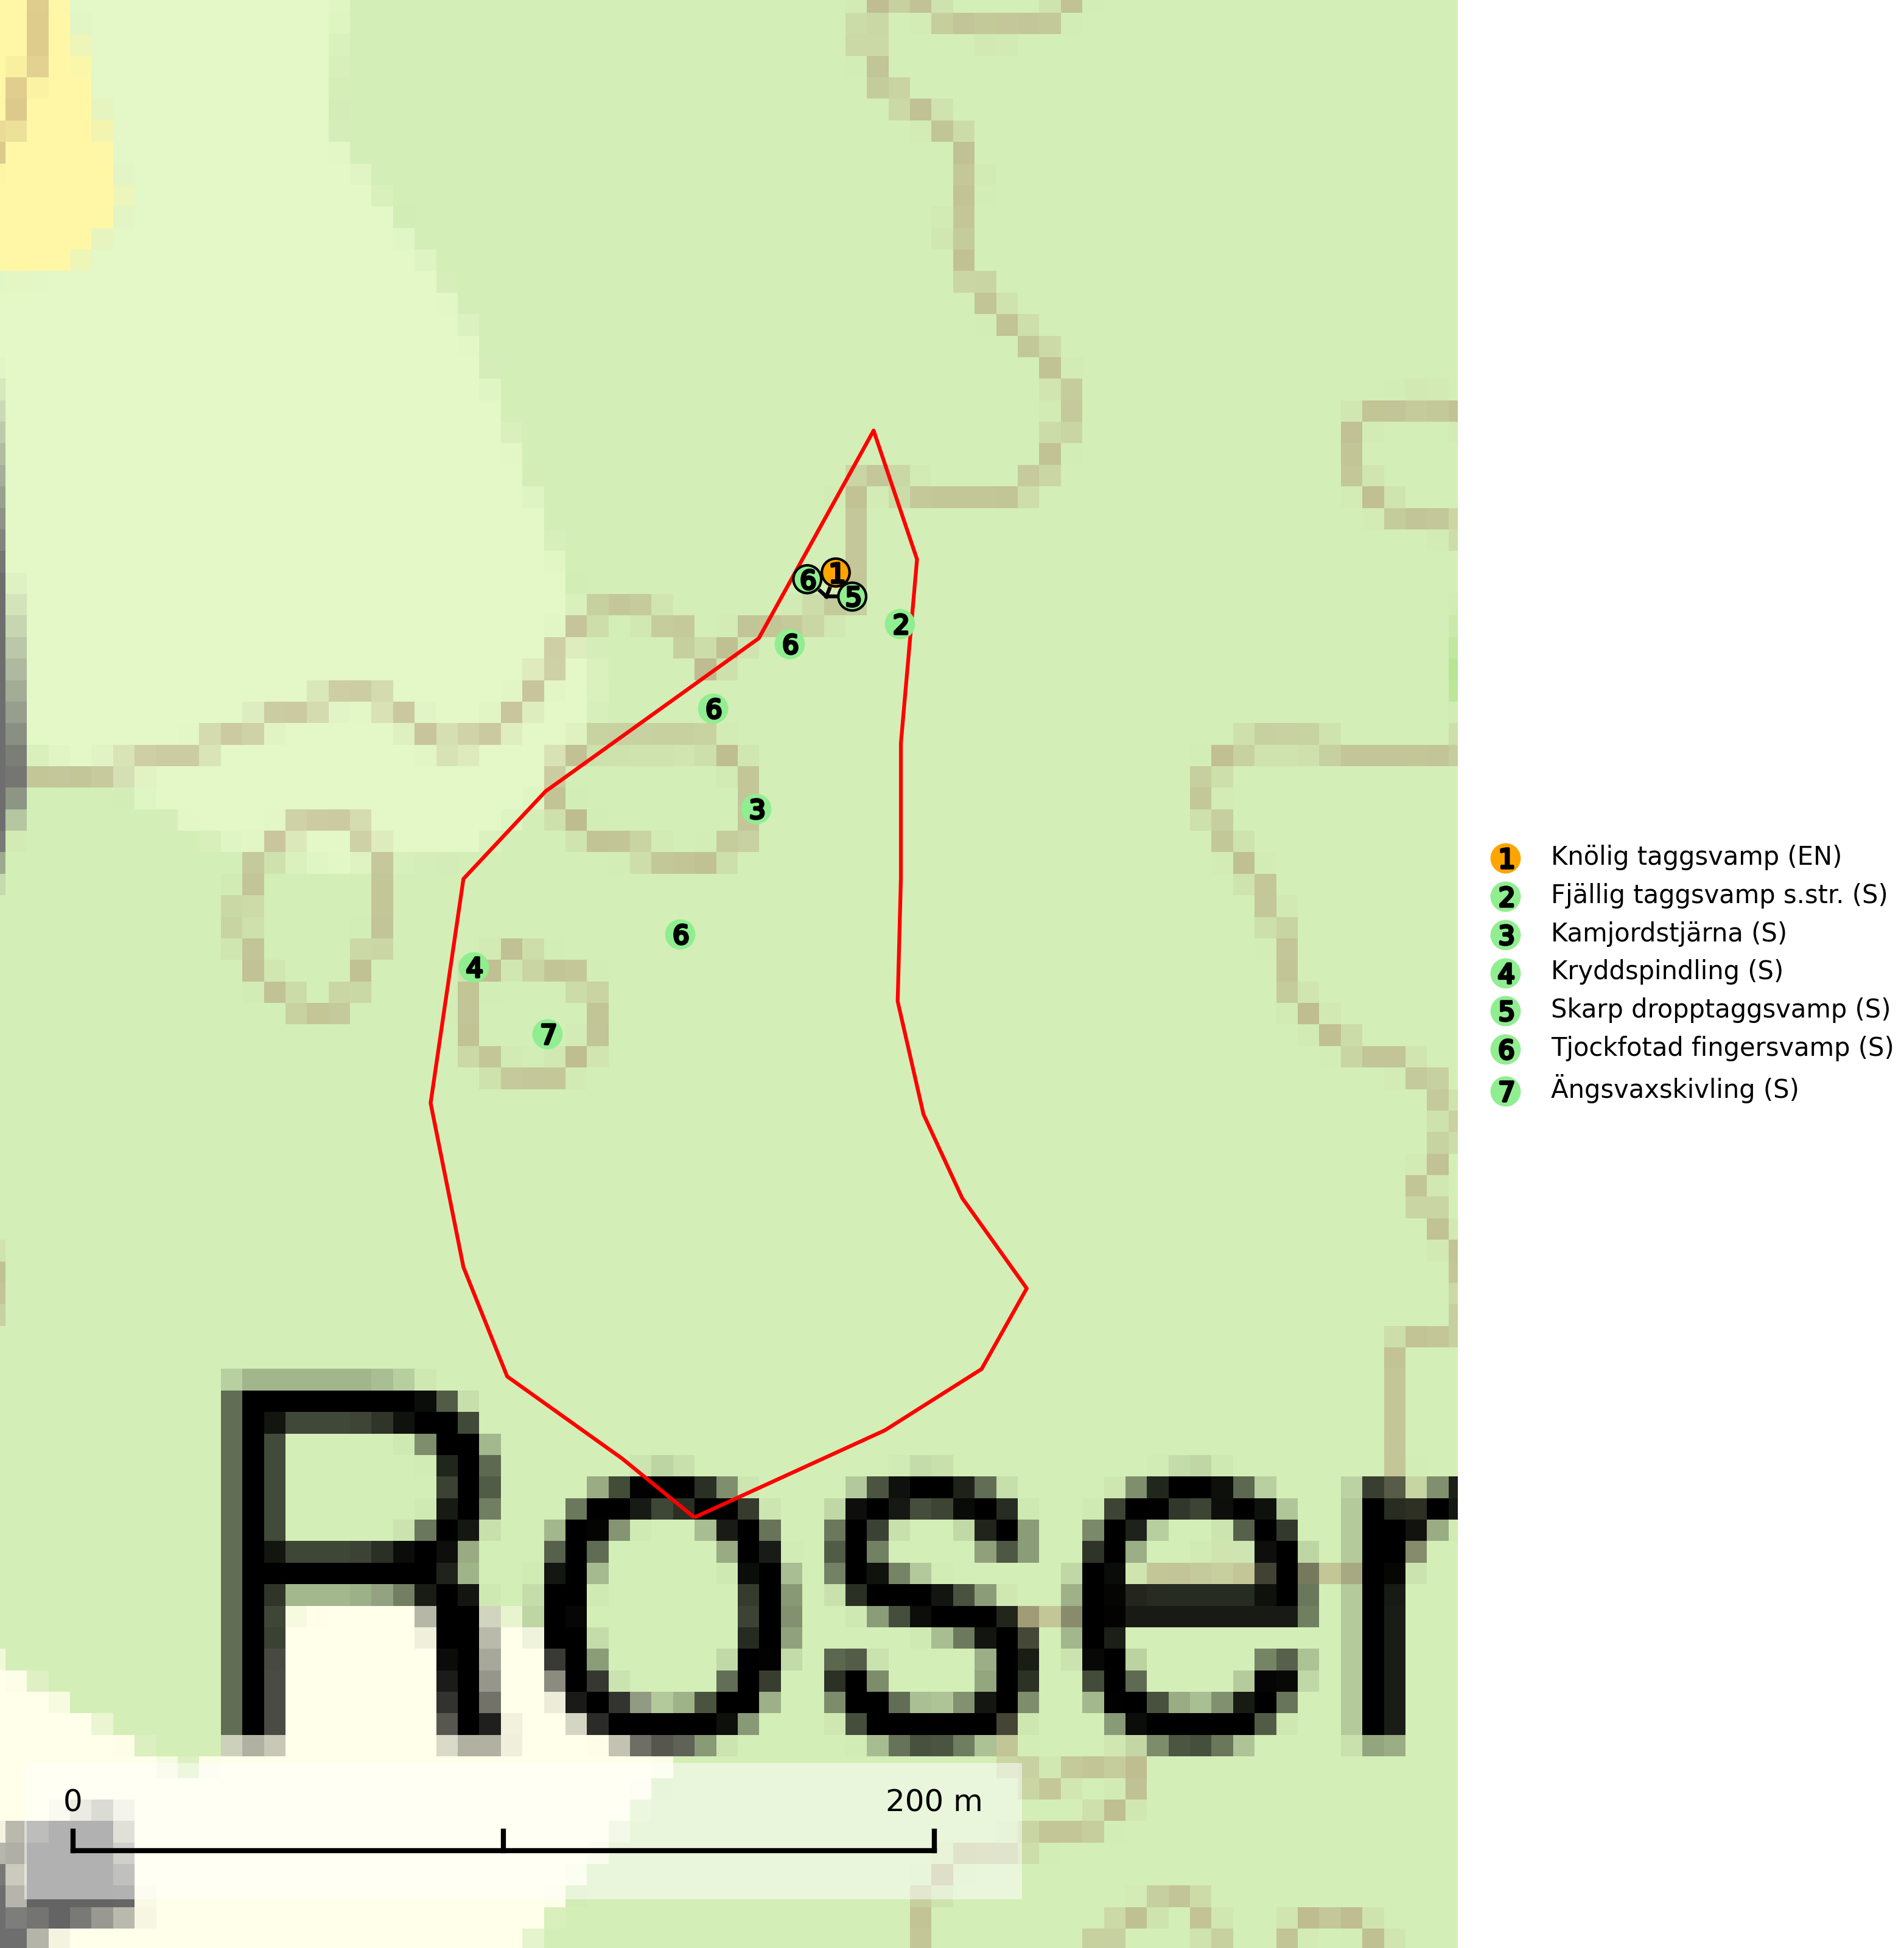 1
6
5
2
6
6
3
6
4
7
1 Knölig taggsvamp (EN)
2 Fjällig taggsvamp s.str. (S)
3 Kamjordstjärna (S)
4 Kryddspindling (S)
5 Skarp dropptaggsvamp (S)
6 Tjockfotad fingersvamp (S)
7 Ängsvaxskivling (S)
Roser
0 200 m